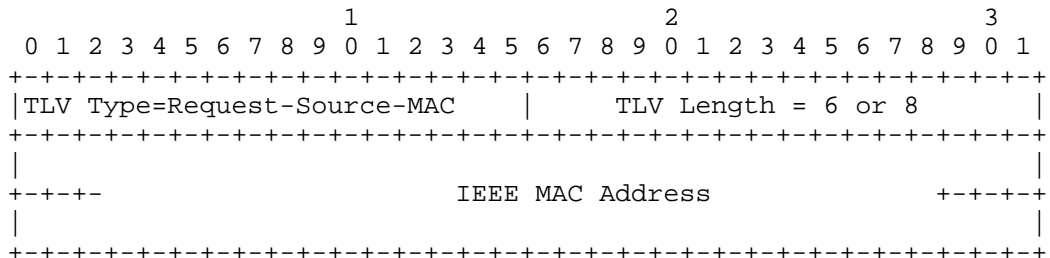 1                   2                   3
 0 1 2 3 4 5 6 7 8 9 0 1 2 3 4 5 6 7 8 9 0 1 2 3 4 5 6 7 8 9 0 1
+-+-+-+-+-+-+-+-+-+-+-+-+-+-+-+-+-+-+-+-+-+-+-+-+-+-+-+-+-+-+-+-+
|TLV Type=Request-Source-MAC    |     TLV Length = 6 or 8       |
+-+-+-+-+-+-+-+-+-+-+-+-+-+-+-+-+-+-+-+-+-+-+-+-+-+-+-+-+-+-+-+-+
|                                                               |
+-+-+-                      IEEE MAC Address              +-+-+-+
|                                                               |
+-+-+-+-+-+-+-+-+-+-+-+-+-+-+-+-+-+-+-+-+-+-+-+-+-+-+-+-+-+-+-+-+